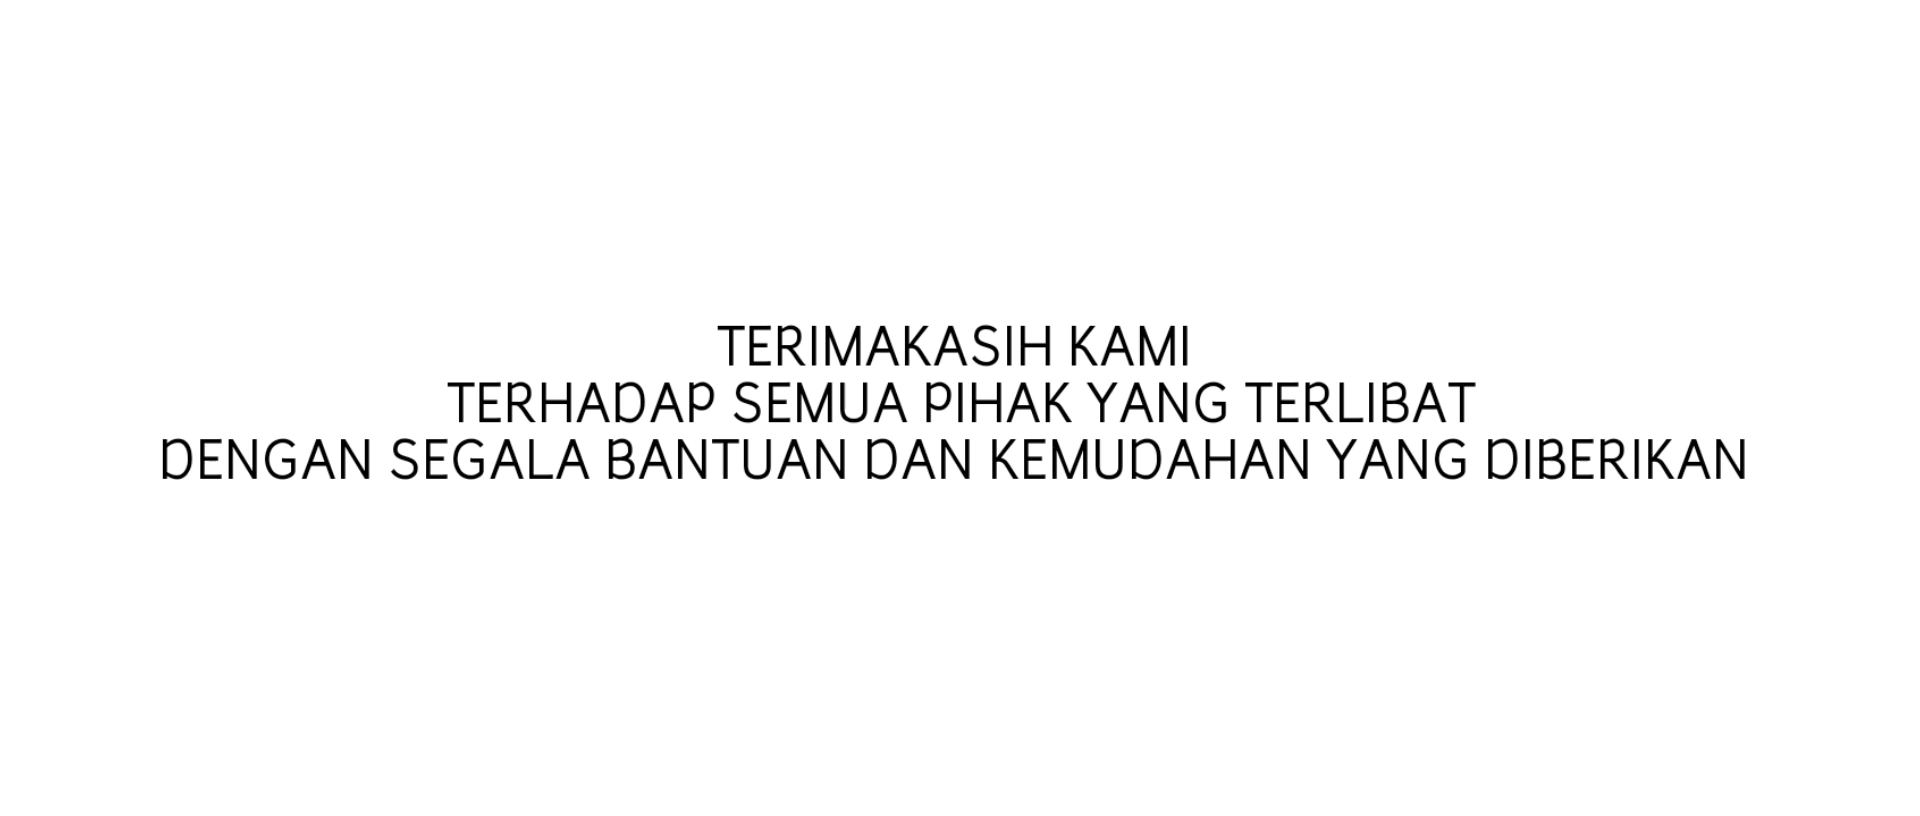 TERIMAKASIH KAMI
TERHADAP SEMUA PIHAK YANG TERLIBAT
DENGAN SEGALA BANTUAN DAN KEMUDAHAN YANG DIBERIKAN